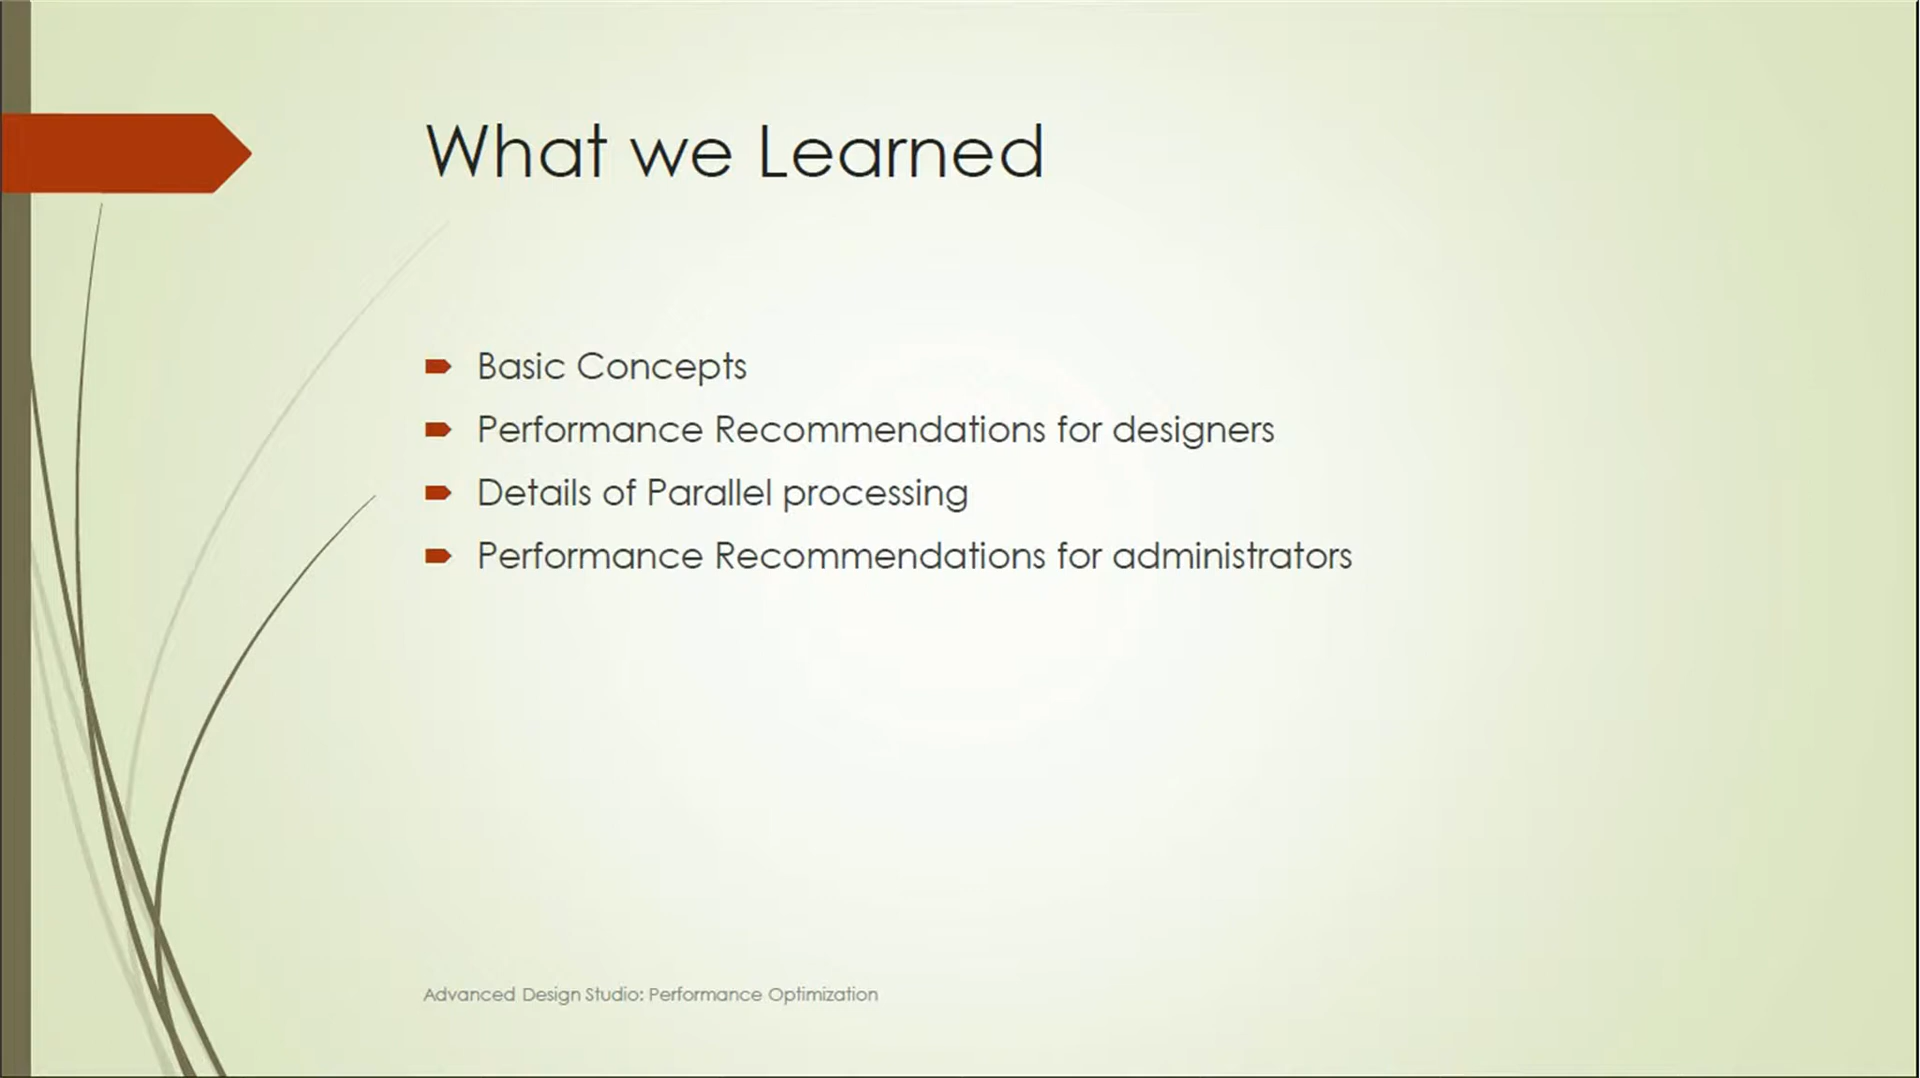 What we Learned
Basic Concepts
Performance Recommendations for designers
Details of Parallel processing
Performance Recommendations for administrators
Advanced Design Studio: Performance Optimization